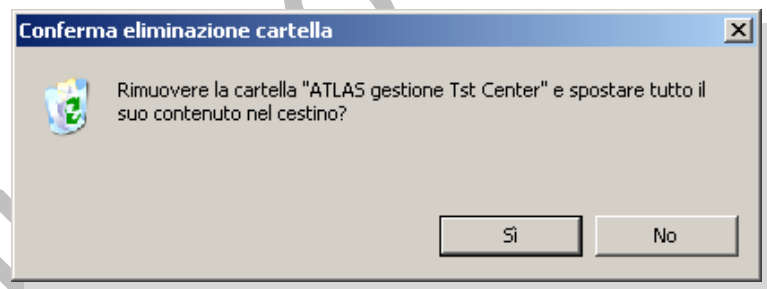 Conferma eliminazione cartella
Rimuovere la cartella "ATLAS gestione Tst Center" e spostare tutto il
suo contenuto nel cestino?
Sì
No